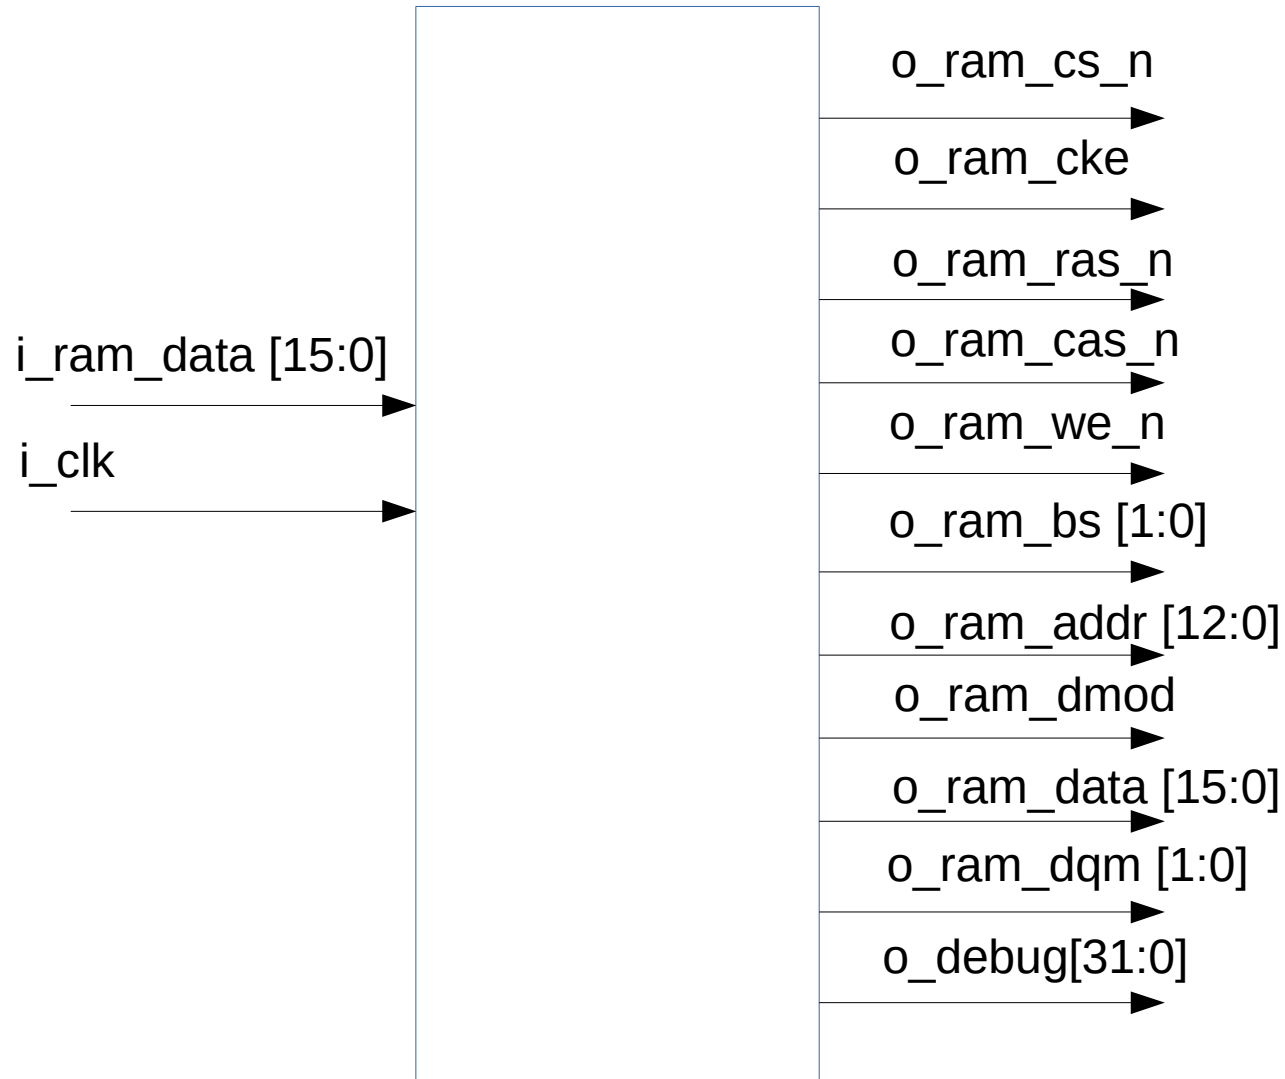 i_ram_data [15:0]
i_clk
o_ram_cs_n
o_ram_cke
o_ram_ras_n
o_ram_cas_n
o_ram_we_n
o_ram_bs [1:0]
o_ram_addr [12:0]
o_ram_dmod
o_ram_data [15:0]
o_ram_dqm [1:0]
o_debug[31:0]